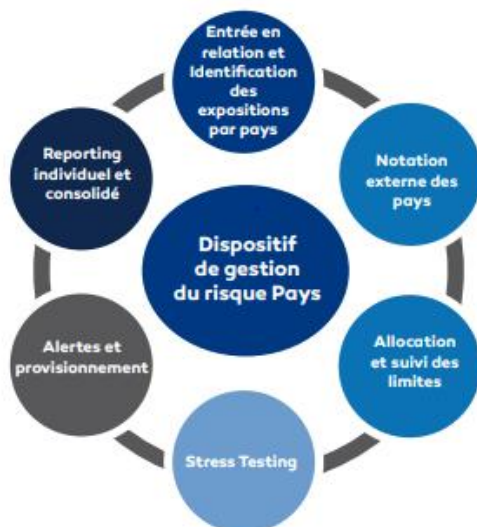 Entrée en
relation et
Identification
des
expositions
par pays
Reporting
individuel et
consolidé
Notation
externe des
pays
Dispositif
de gestion
du risque Pays
Alertes et
provisionnement
Allocation
et suivi des
limites
Stress Testing